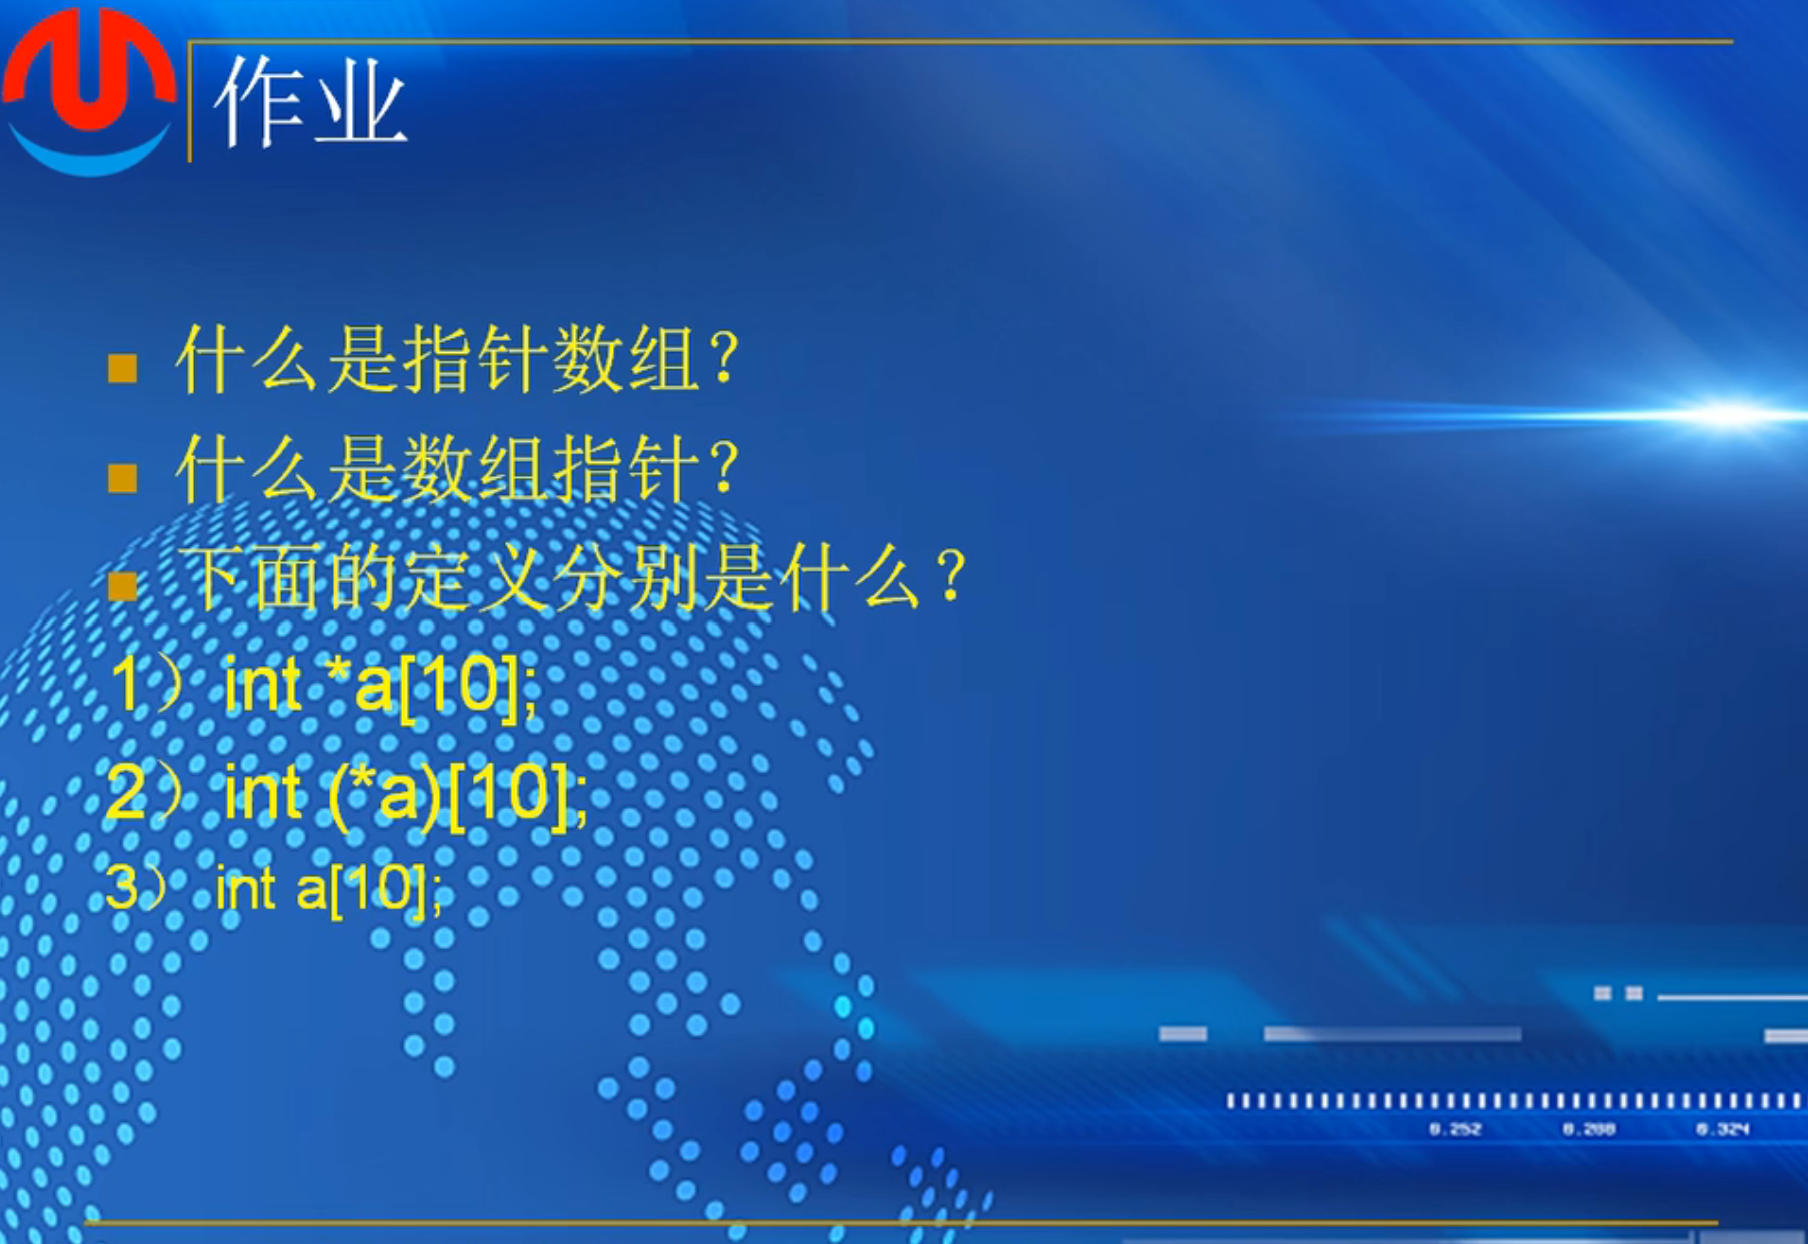 作业
什么是指针数组？
什么是数组指针？
下面的定义分别是什么？
1）int *a[10];
2）int (*a)[10];
3） int a[10];
0.252 0.288 0.324